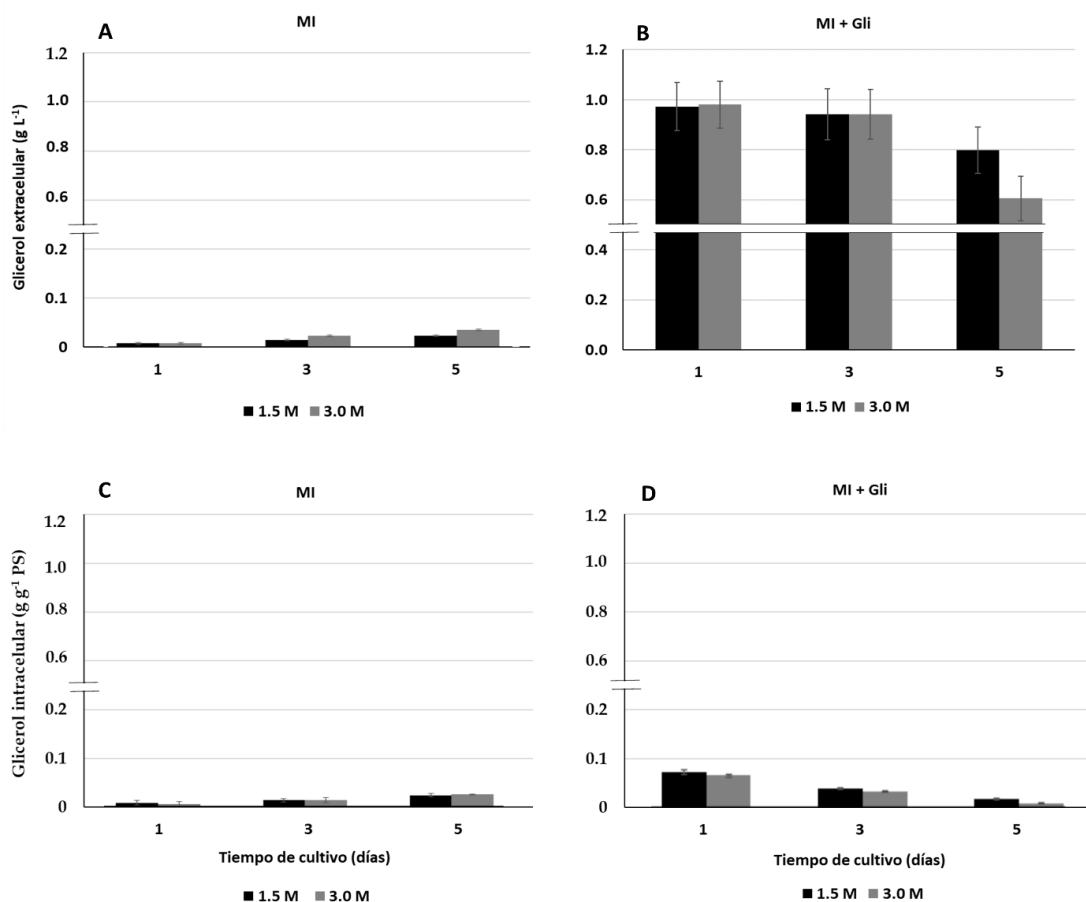 A
MI
Glicerol extracelular (g L⁻¹)
1.2
1.0
0.8
0.6
0.2
0.1
0
1 3 5
1.5 M 3.0 M
B
MI + Gli
1.2
1.0
0.8
0.6
0.4
0.2
0.0
1 3 5
1.5 M 3.0 M
C
MI
Glicerol intracelular (g g⁻¹ PS)
1.2
1.0
0.8
0.6
0.2
0.1
0
1 3 5
Tiempo de cultivo (días)
1.5 M 3.0 M
D
MI + Gli
1.2
1.0
0.8
0.6
0.2
0.1
0
1 3 5
Tiempo de cultivo (días)
1.5 M 3.0 M